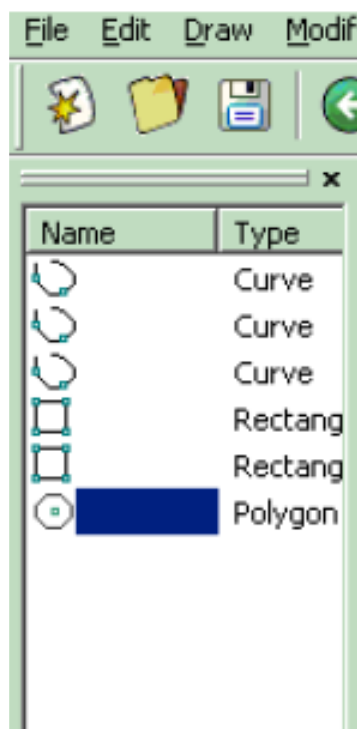 File Edit Draw Modif
x
Name Type
Curve
Curve
Curve
Rectang
Rectang
Polygon